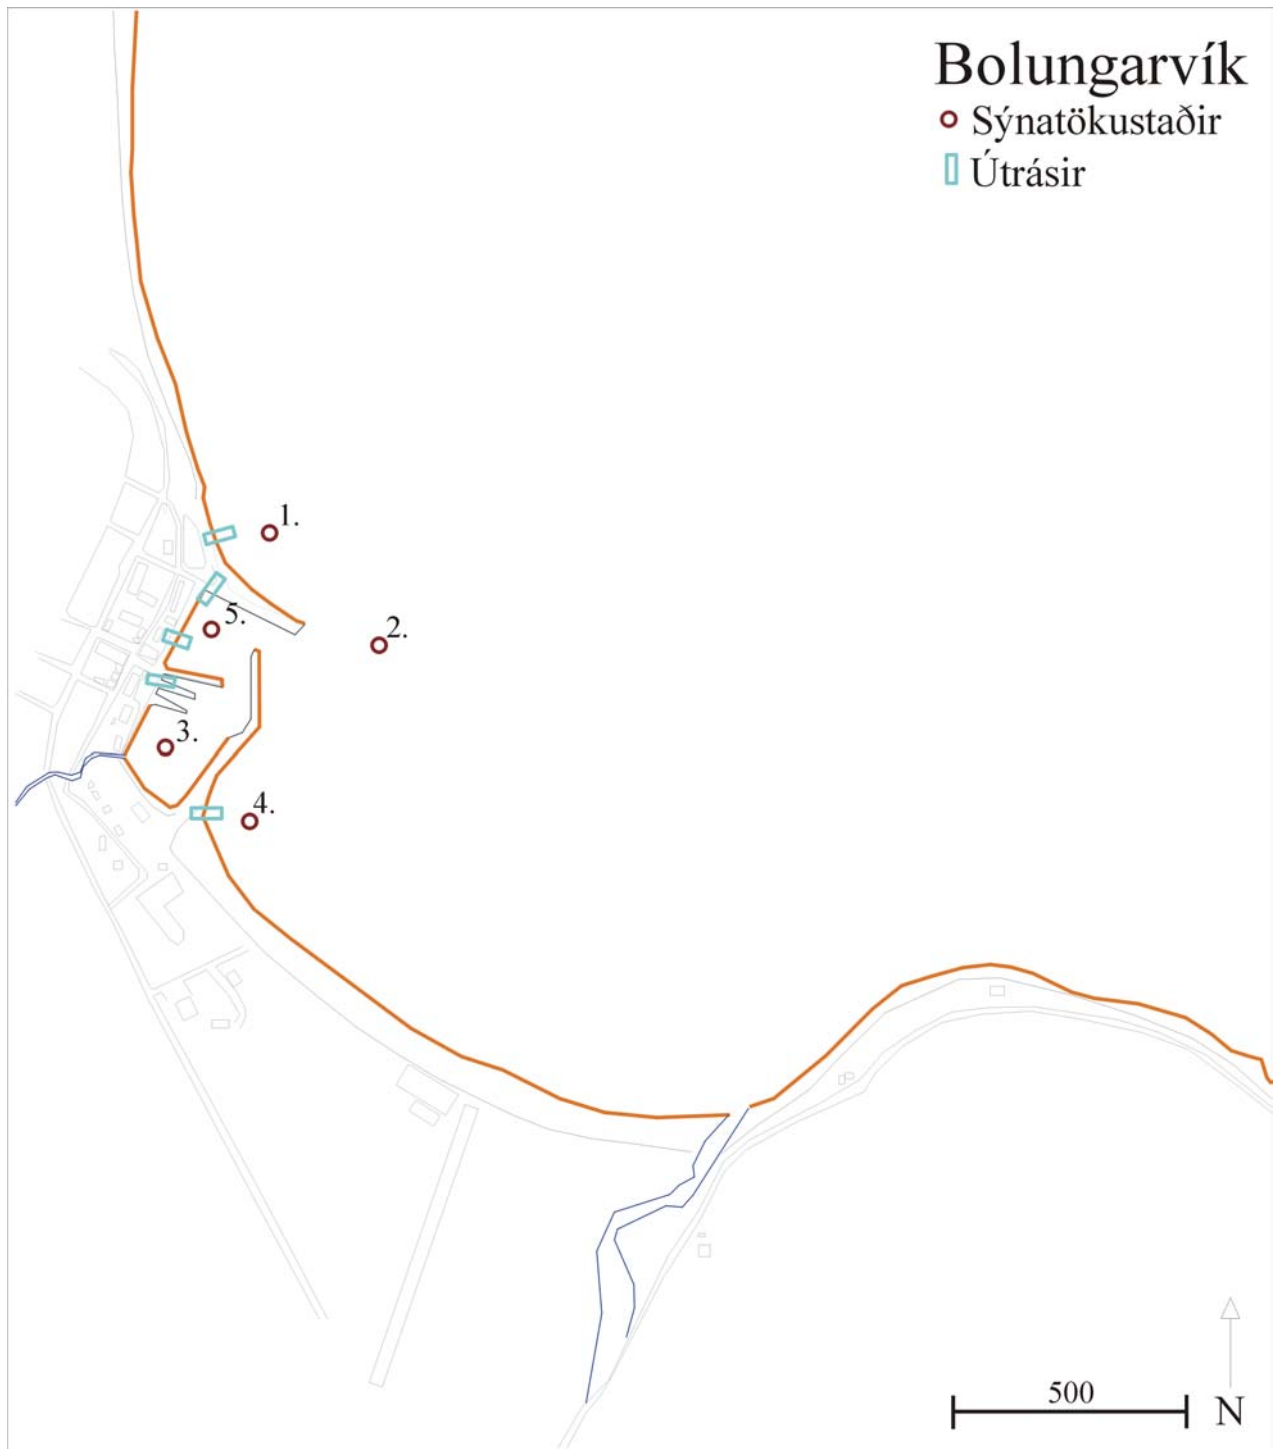 Bolungarvík
Sýnatökustaðir
Útrásir
1.
5.
2.
3.
4.
500
N